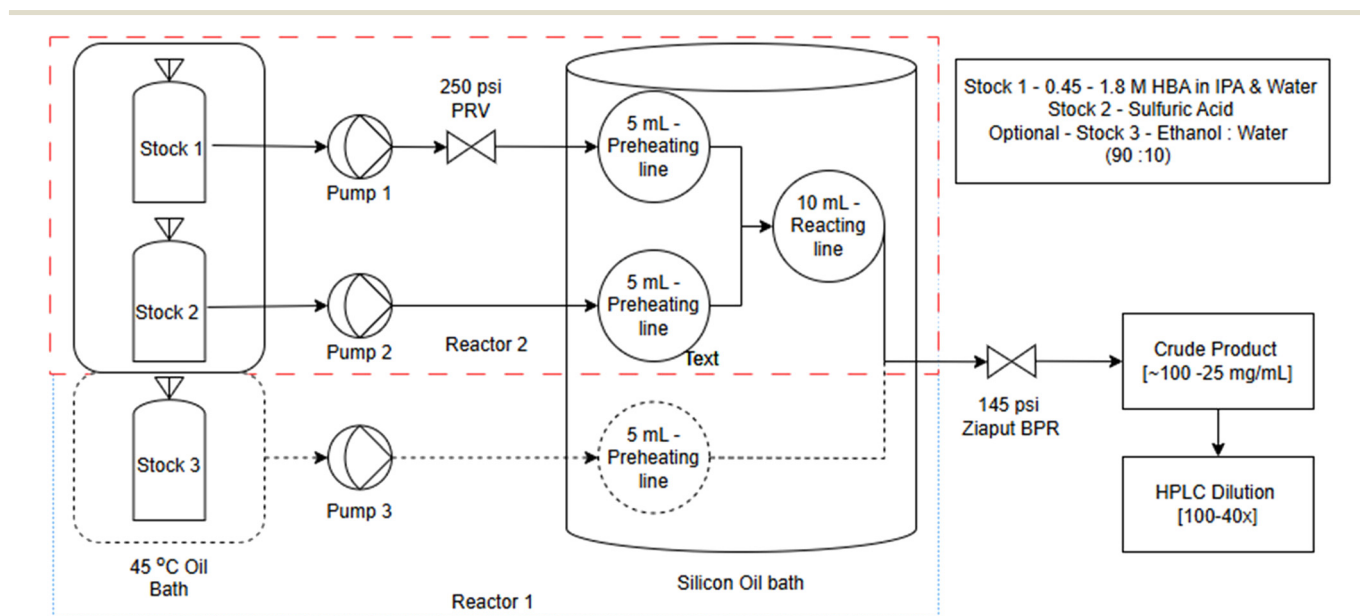 Stock 1
Pump 1
250 psi
PRV
5 mL -
Preheating
line
10 mL -
Reacting
line
Stock 1 - 0.45 - 1.8 M HBA in IPA & Water
Stock 2 - Sulfuric Acid
Optional - Stock 3 - Ethanol : Water
(90 :10)
Stock 2
Pump 2
Reactor 2
5 mL -
Preheating
line
Text
145 psi
Ziaput BPR
Crude Product
[~100 -25 mg/mL]
HPLC Dilution
[100-40x]
Stock 3
Pump 3
5 mL -
Preheating
line
45 °C Oil
Bath
Reactor 1
Silicon Oil bath